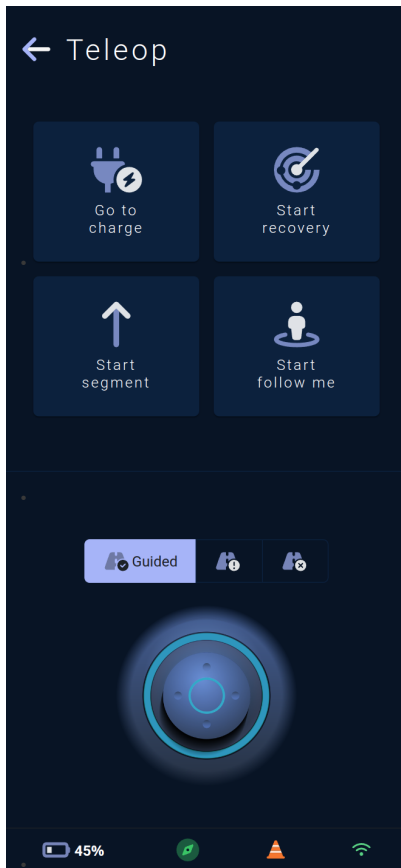 Teleop
Go to
charge
Start
recovery
Start
segment
Start
follow me
Guided
45%